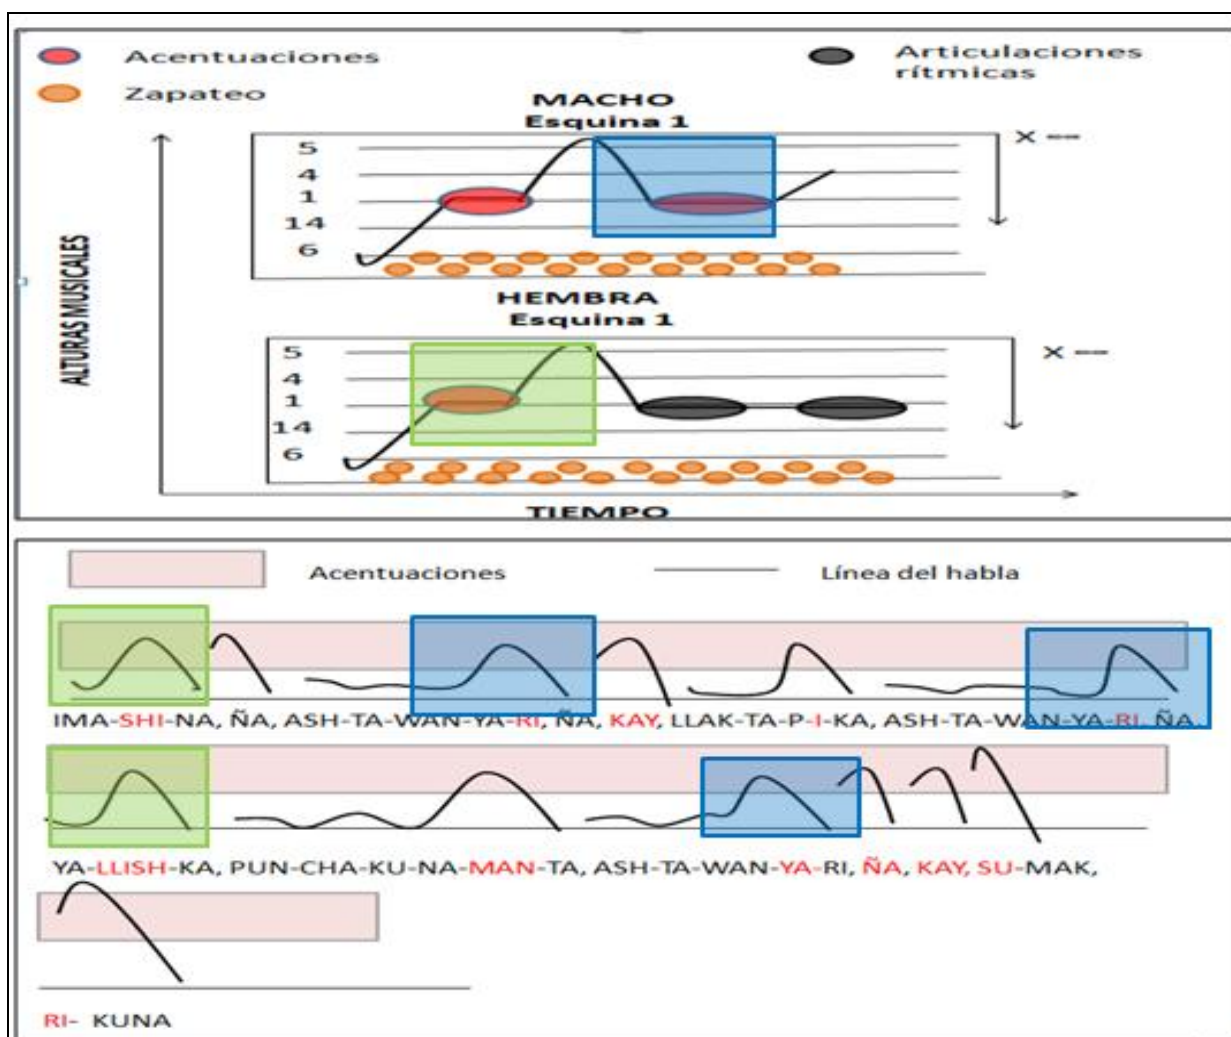 Acentuaciones
Articulaciones
rítmicas
Zapateo
MACHO
Esquina 1
X --
5
4
1
14
6
ALTURAS MUSICALES
HEMBRA
Esquina 1
X --
5
4
1
14
6
TIEMPO
Acentuaciones
Línea del habla
IMA-SHI-NA, ÑA, ASH-TA-WAN-YA-RI, ÑA, KAY, LLAK-TA-P-I-KA, ASH-TA-WAN-YA-RI, ÑA,
YA-LLISH-KA, PUN-CHA-KU-NA-MAN-TA, ASH-TA-WAN-YA-RI, ÑA, KAY, SU-MAK,
RI- KUNA